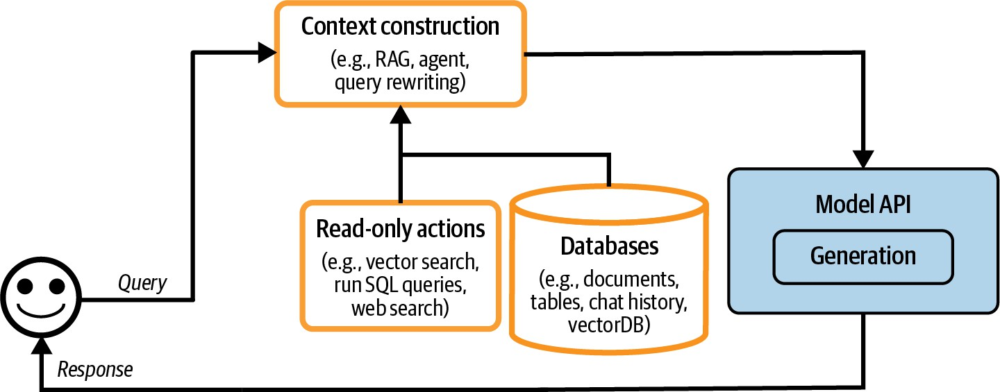 Context construction
(e.g., RAG, agent,
query rewriting)
Query
Read-only actions
(e.g., vector search,
run SQL queries,
web search)
Databases
(e.g., documents,
tables, chat history,
vectorDB)
Model API
Generation
Response